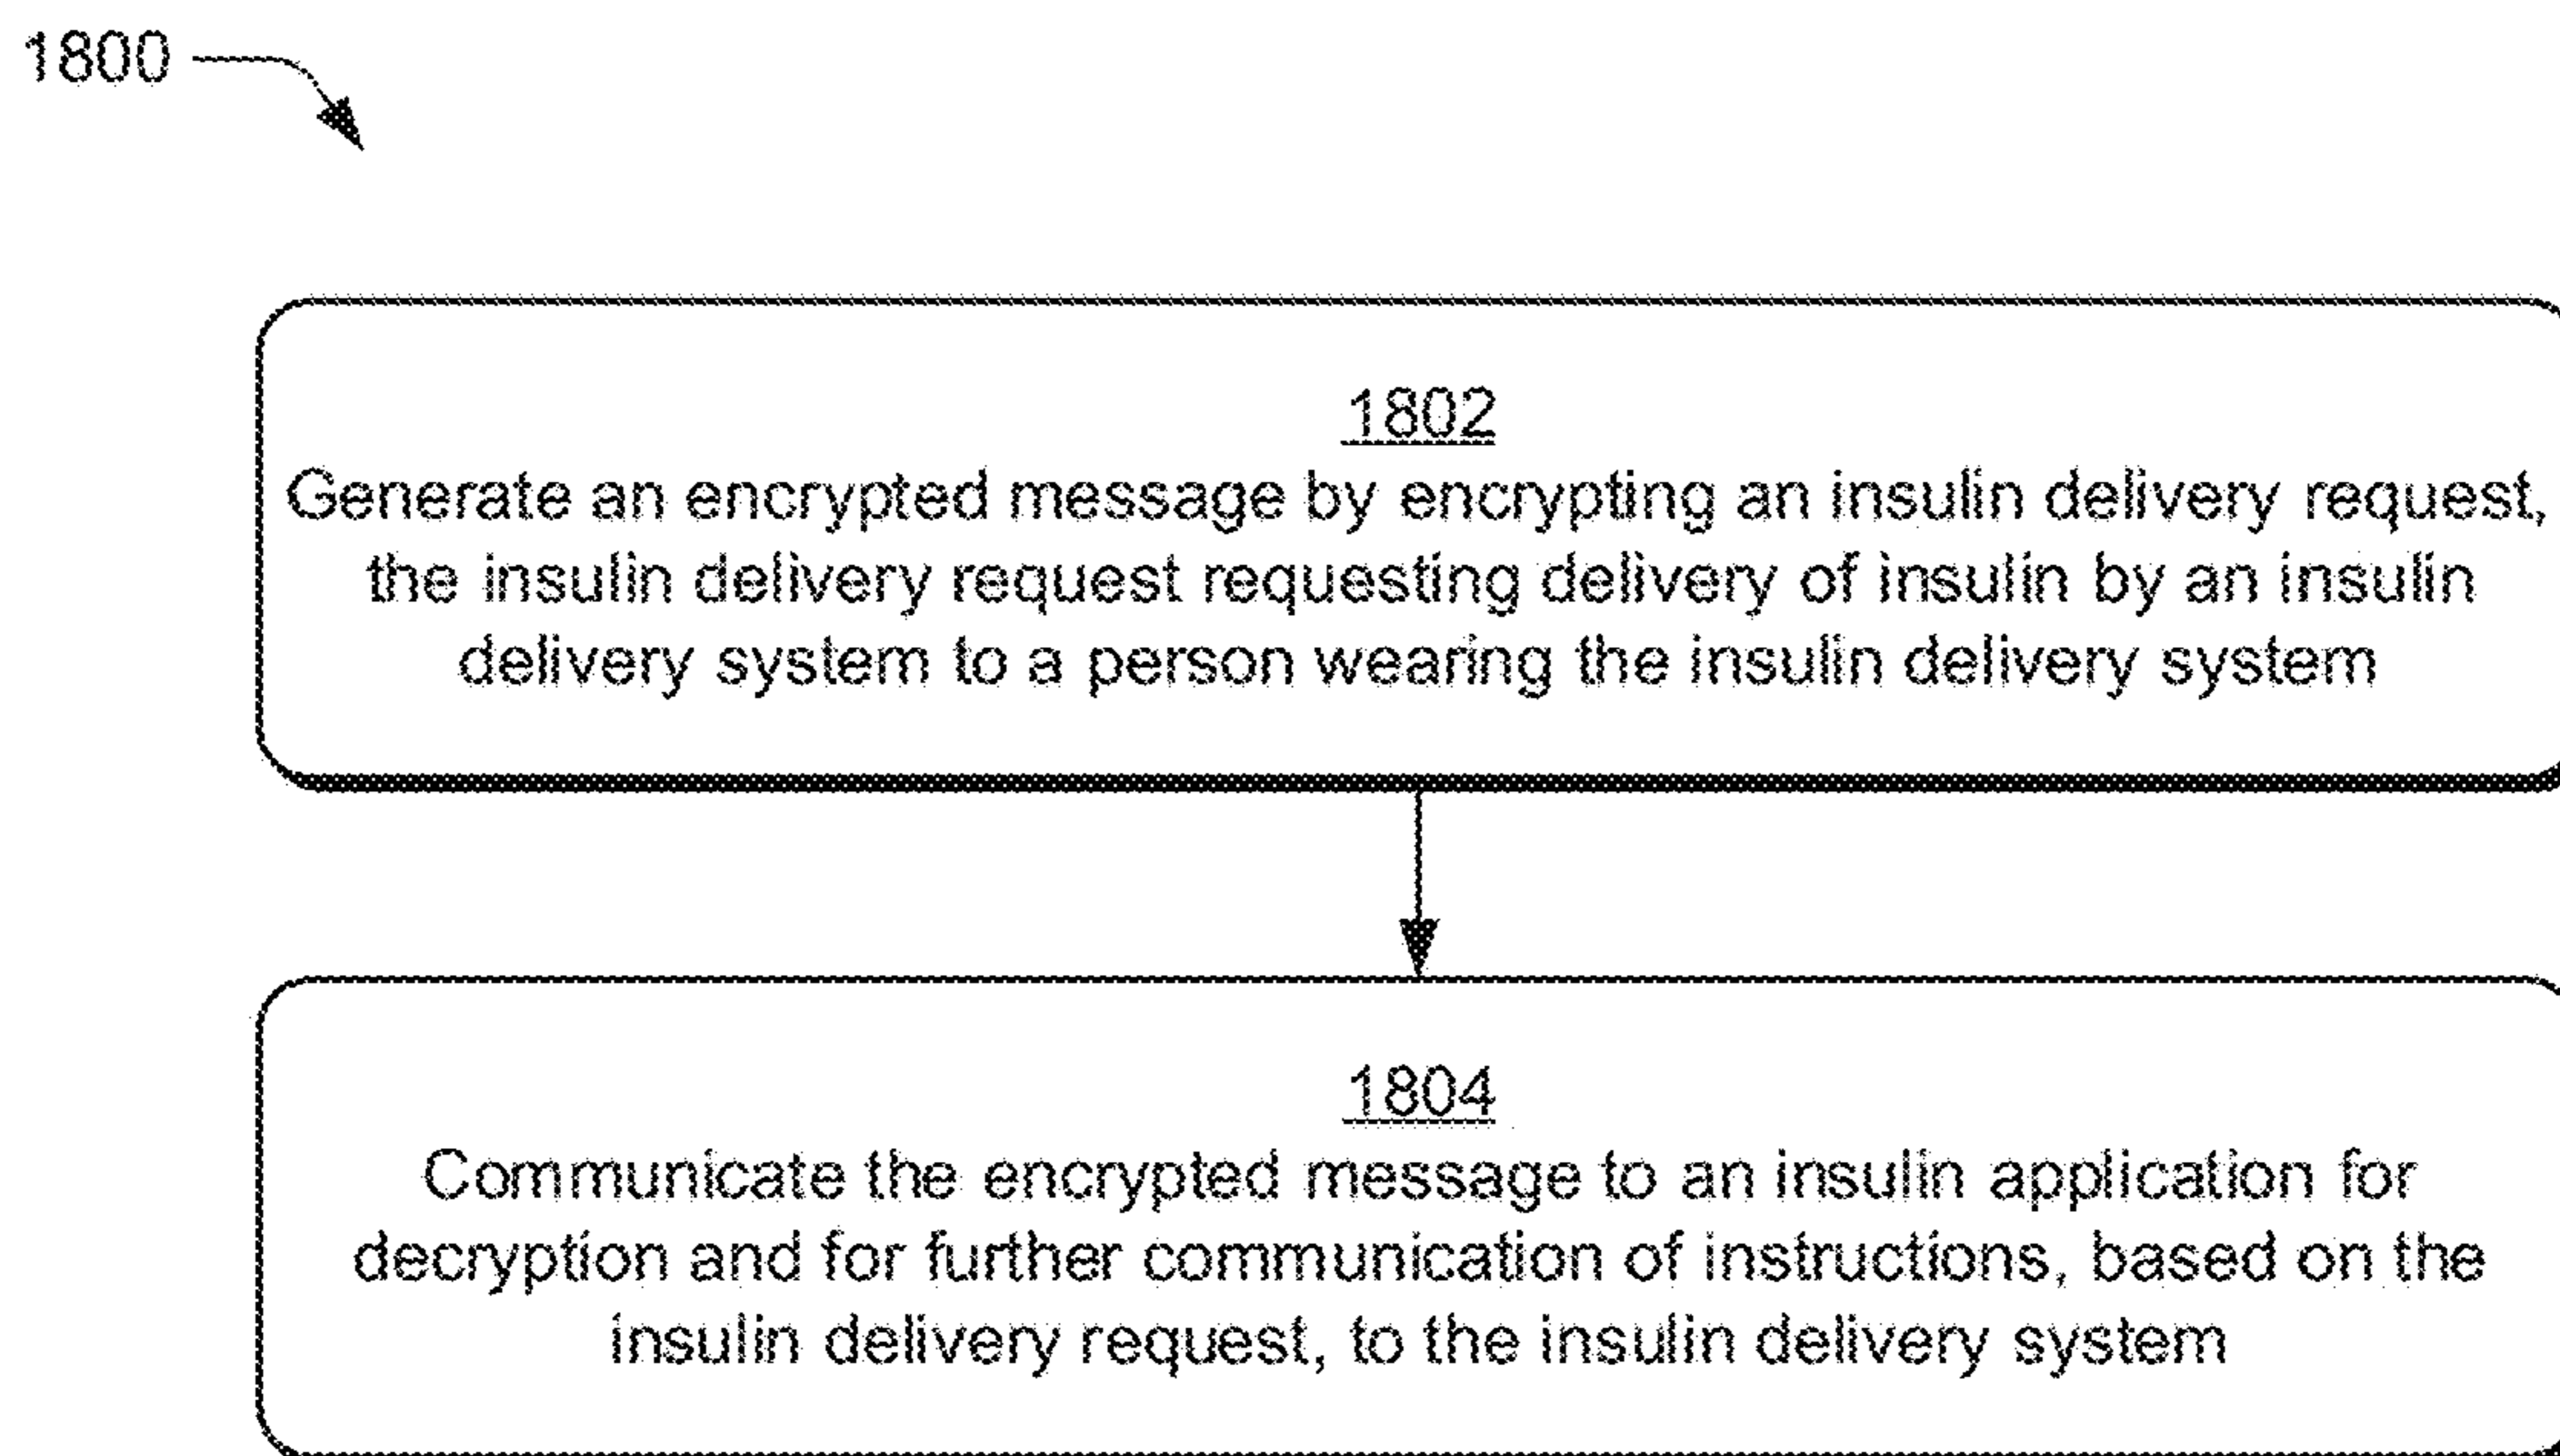 1800
1802
Generate an encrypted message by encrypting an insulin delivery request,
the insulin delivery request requesting delivery of insulin by an insulin
delivery system to a person wearing the insulin delivery system
1804
Communicate the encrypted message to an insulin application for
decryption and for further communication of instructions, based on the
insulin delivery request, to the insulin delivery system